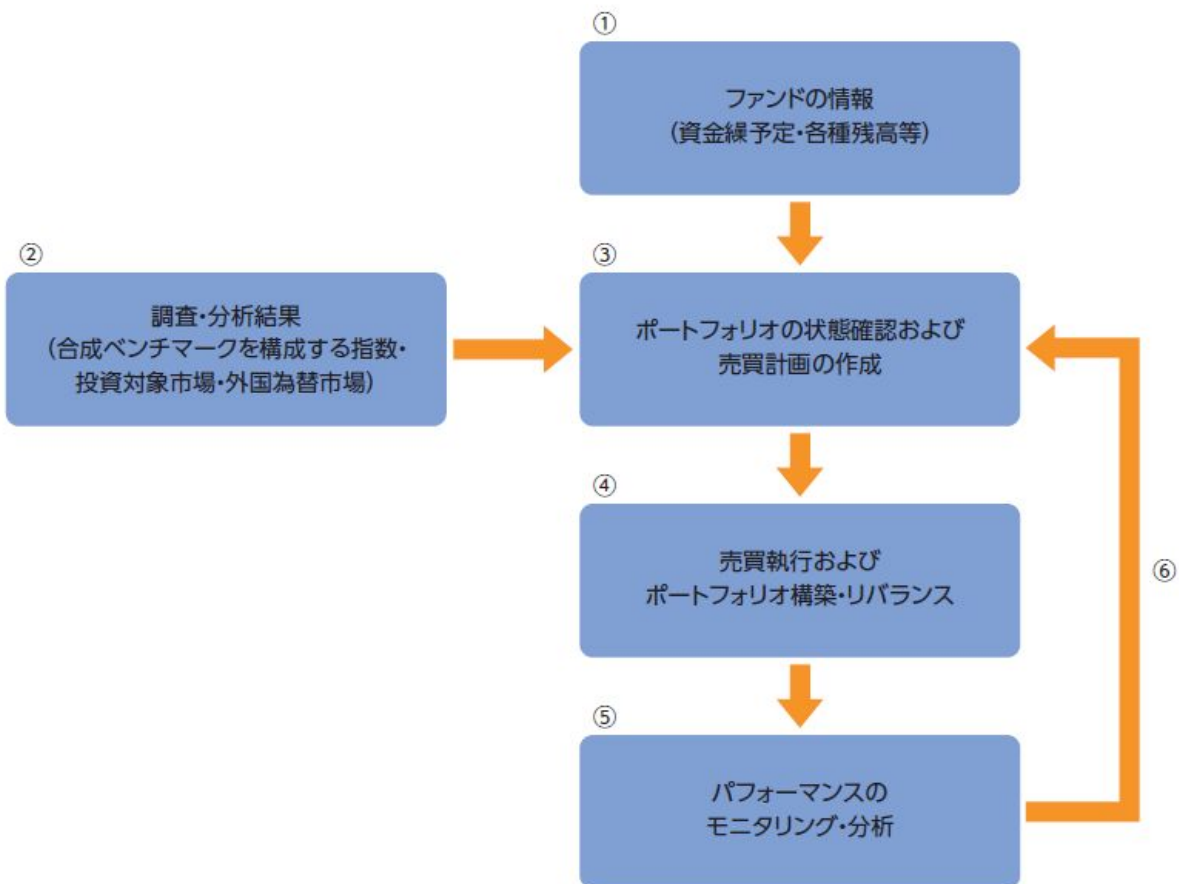 ①
ファンドの情報
(資金繰予定・各種残高等)
②
調査・分析結果
(合成ベンチマークを構成する指数・
投資対象市場・外国為替市場)
③
ポートフォリオの状態確認および
売買計画の作成
④
売買執行および
ポートフォリオ構築・リバランス
⑥
⑤
パフォーマンスの
モニタリング・分析